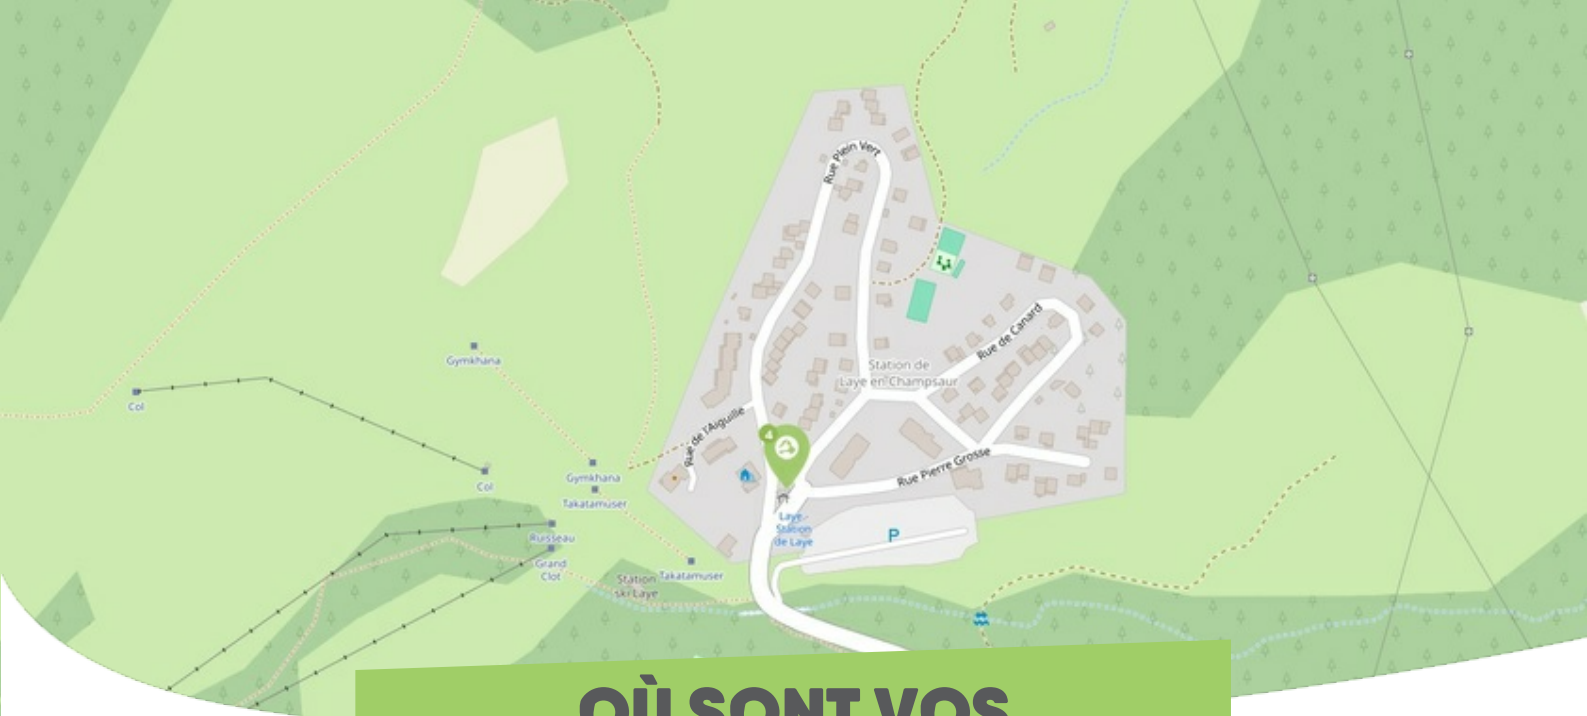 Rue Plein Vert
Rue de Canard
Station de
Laye en Champsaur
Gymkhana
Col
Rue de l'Aiguille
4
Rue Pierre Grosse
Col
Gymkhana
Takatamuser
Laye -
Station
de Laye
P
Ruisseau
Grand
Clot
Station
ski Laye
Takatamuser
OÙ SONT VOS